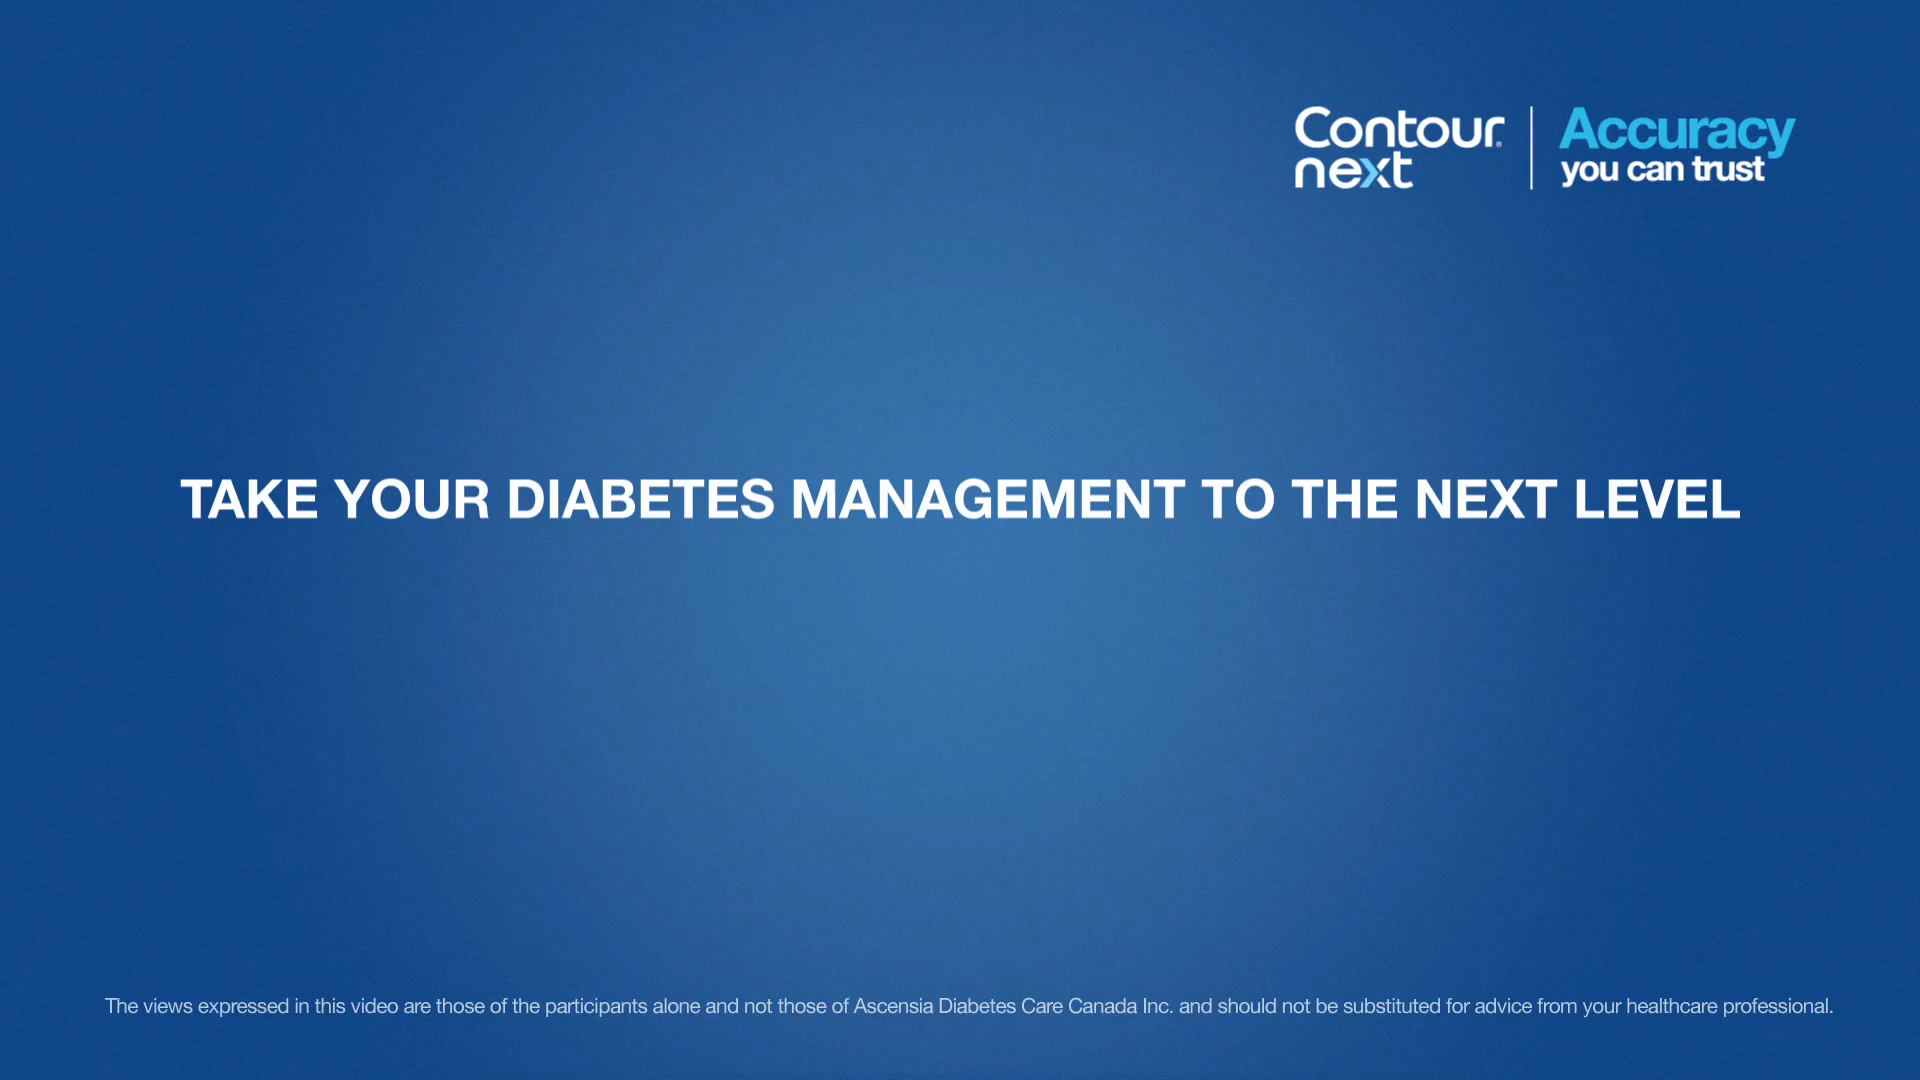 Contour®
next
Accuracy
you can trust
TAKE YOUR DIABETES MANAGEMENT TO THE NEXT LEVEL
The views expressed in this video are those of the participants alone and not those of Ascensia Diabetes Care Canada Inc. and should not be substituted for advice from your healthcare professional.